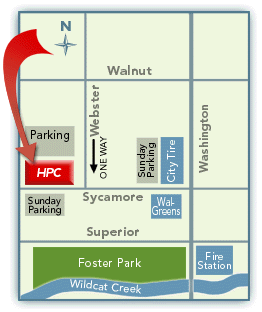 N
Walnut
Webster
ONE WAY
Parking
HPC
Sunday
Parking
City Tire
Washington
Sunday
Parking
Sycamore
Wal-
Greens
Superior
Foster Park
Fire
Station
Wildcat Creek